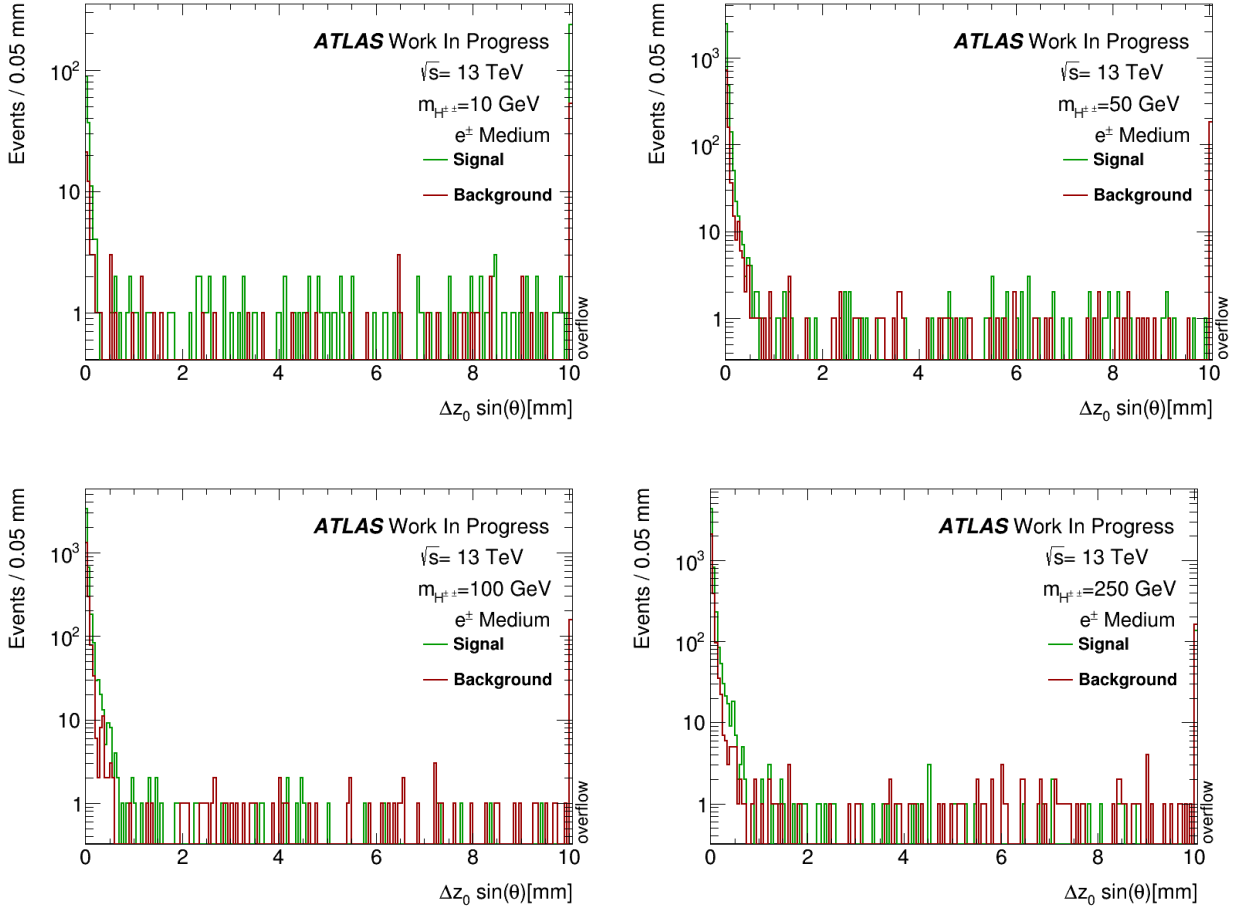 Events / 0.05 mm
ATLAS Work In Progress
√s= 13 TeV
m_H±±=10 GeV
e± Medium
Signal
Background
10²
10
1
0 2 4 6 8 10
overflow
Δz₀ sin(θ)[mm]
Events / 0.05 mm
ATLAS Work In Progress
√s= 13 TeV
m_H±±=50 GeV
e± Medium
Signal
Background
10³
10²
10
1
0 2 4 6 8 10
overflow
Δz₀ sin(θ)[mm]
Events / 0.05 mm
ATLAS Work In Progress
√s= 13 TeV
m_H±±=100 GeV
e± Medium
Signal
Background
10³
10²
10
1
0 2 4 6 8 10
overflow
Δz₀ sin(θ)[mm]
Events / 0.05 mm
ATLAS Work In Progress
√s= 13 TeV
m_H±±=250 GeV
e± Medium
Signal
Background
10³
10²
10
1
0 2 4 6 8 10
overflow
Δz₀ sin(θ)[mm]